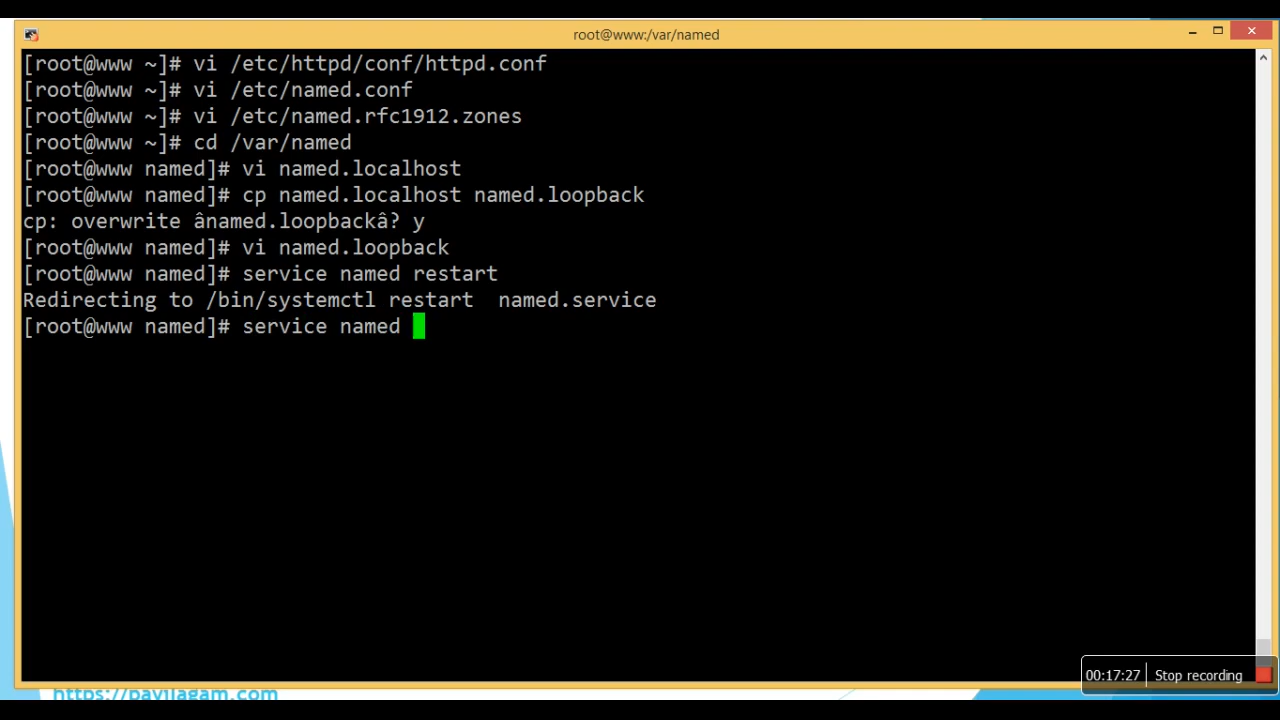 root@www:/var/named
[root@www ~]# vi /etc/httpd/conf/httpd.conf
[root@www ~]# vi /etc/named.conf
[root@www ~]# vi /etc/named.rfc1912.zones
[root@www ~]# cd /var/named
[root@www named]# vi named.localhost
[root@www named]# cp named.localhost named.loopback
cp: overwrite ânamed.loopbackâ? y
[root@www named]# vi named.loopback
[root@www named]# service named restart
Redirecting to /bin/systemctl restart  named.service
[root@www named]# service named
00:17:27 Stop recording
https://payilagam.com